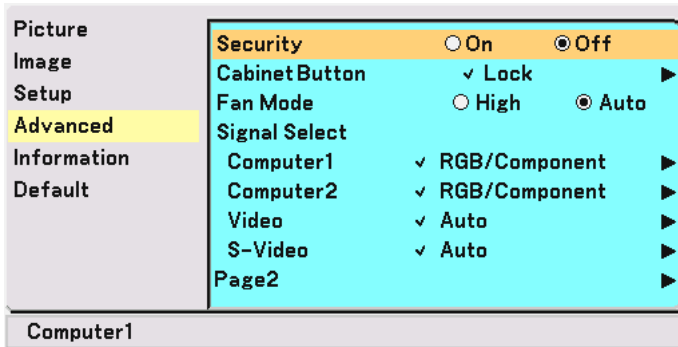 Picture
Image
Setup
Advanced
Information
Default
Security On Off
Cabinet Button Lock
Fan Mode High Auto
Signal Select
Computer1 RGB/Component
Computer2 RGB/Component
Video Auto
S-Video Auto
Page2
Computer1